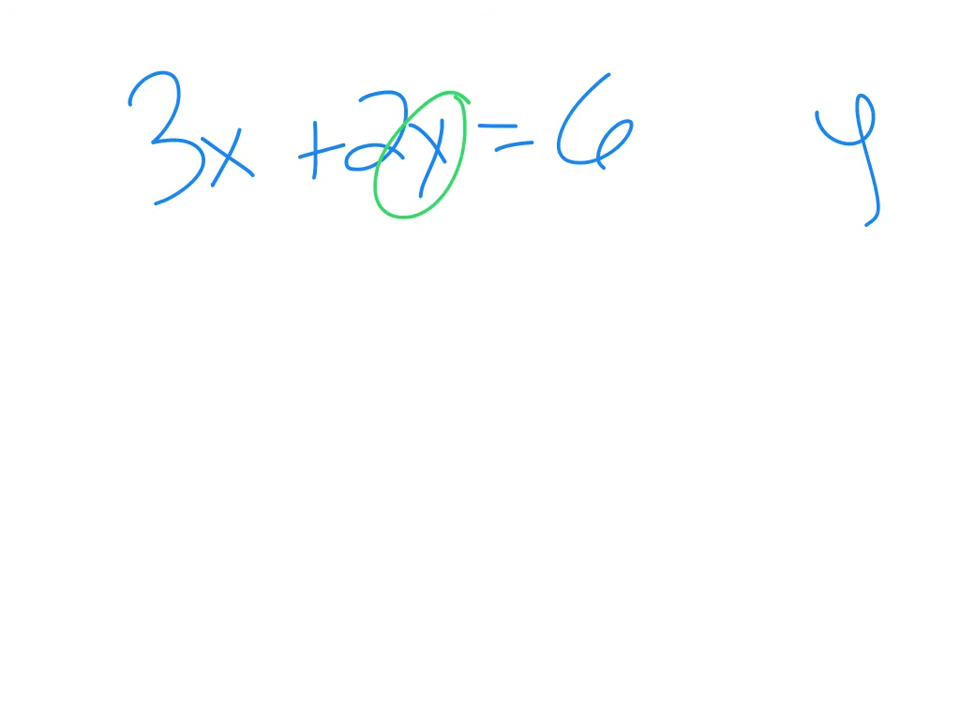 3x + 2y = 6 y